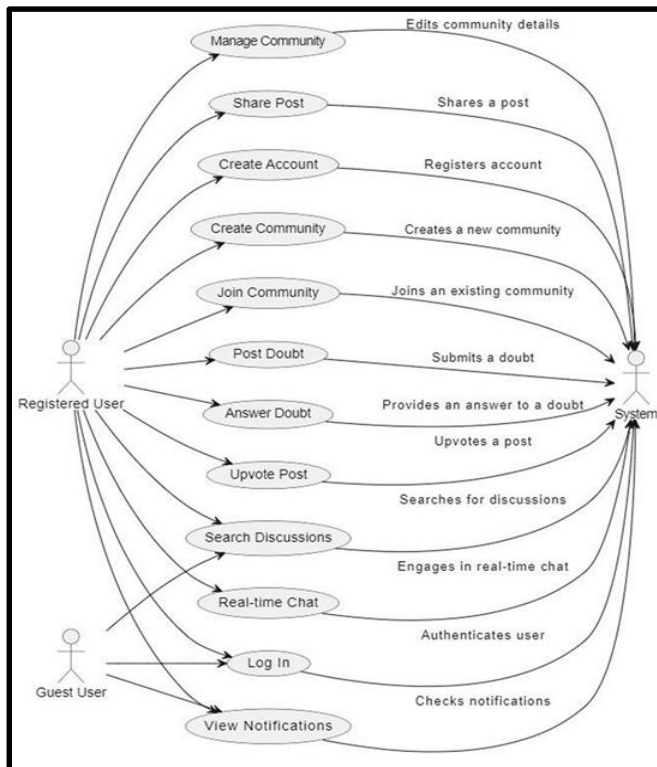 Manage Community
Edits community details
Share Post
Shares a post
Create Account
Registers account
Create Community
Creates a new community
Join Community
Joins an existing community
Post Doubt
Submits a doubt
Registered User
Answer Doubt
Provides an answer to a doubt
System
Upvotes a post
Upvote Post
Searches for discussions
Search Discussions
Engages in real-time chat
Real-time Chat
Authenticates user
Log In
Guest User
Checks notifications
View Notifications